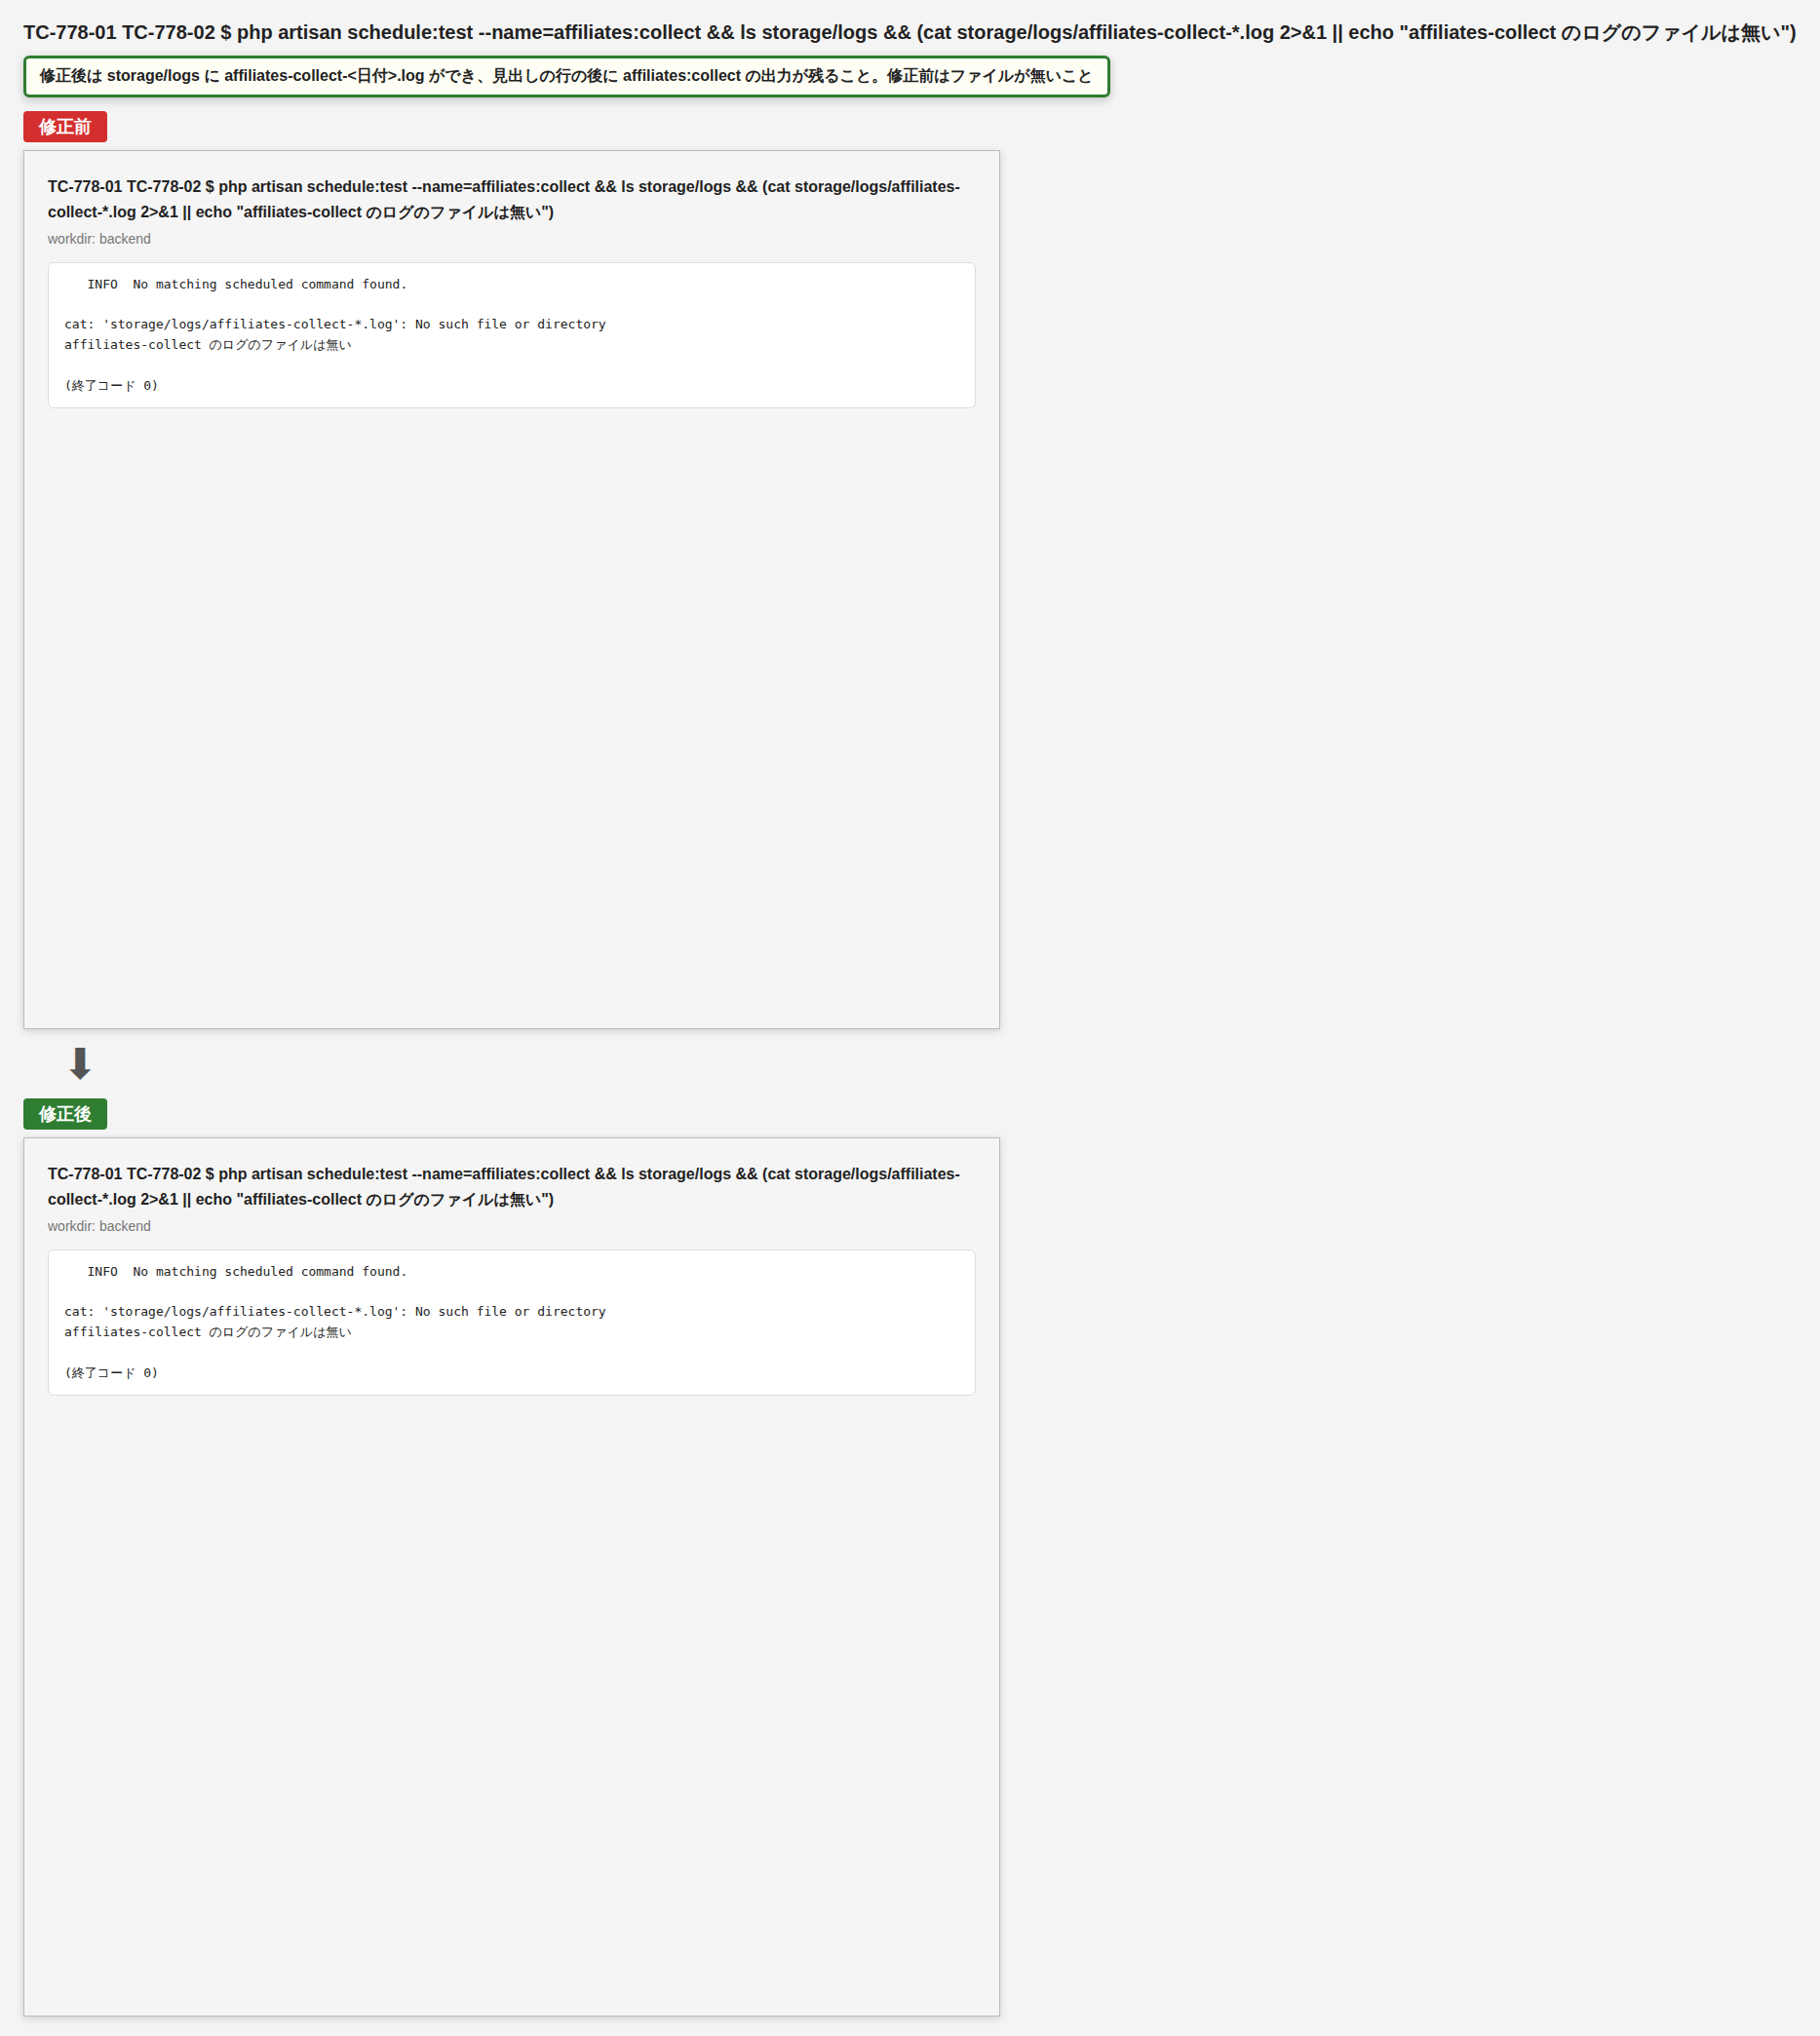 TC-778-01 TC-778-02 $ php artisan schedule:test --name=affiliates:collect && ls storage/logs && (cat storage/logs/affiliates-collect-*.log 2>&1 || echo "affiliates-collect のログのファイルは無い")
修正後は storage/logs に affiliates-collect-<日付>.log ができ、見出しの行の後に affiliates:collect の出力が残ること。修正前はファイルが無いこと
修正前
TC-778-01 TC-778-02 $ php artisan schedule:test --name=affiliates:collect && ls storage/logs && (cat storage/logs/affiliates-
collect-*.log 2>&1 || echo "affiliates-collect のログのファイルは無い")
workdir: backend
INFO  No matching scheduled command found.
cat: 'storage/logs/affiliates-collect-*.log': No such file or directory
affiliates-collect のログのファイルは無い
(終了コード 0)
修正後
TC-778-01 TC-778-02 $ php artisan schedule:test --name=affiliates:collect && ls storage/logs && (cat storage/logs/affiliates-
collect-*.log 2>&1 || echo "affiliates-collect のログのファイルは無い")
workdir: backend
INFO  No matching scheduled command found.
cat: 'storage/logs/affiliates-collect-*.log': No such file or directory
affiliates-collect のログのファイルは無い
(終了コード 0)